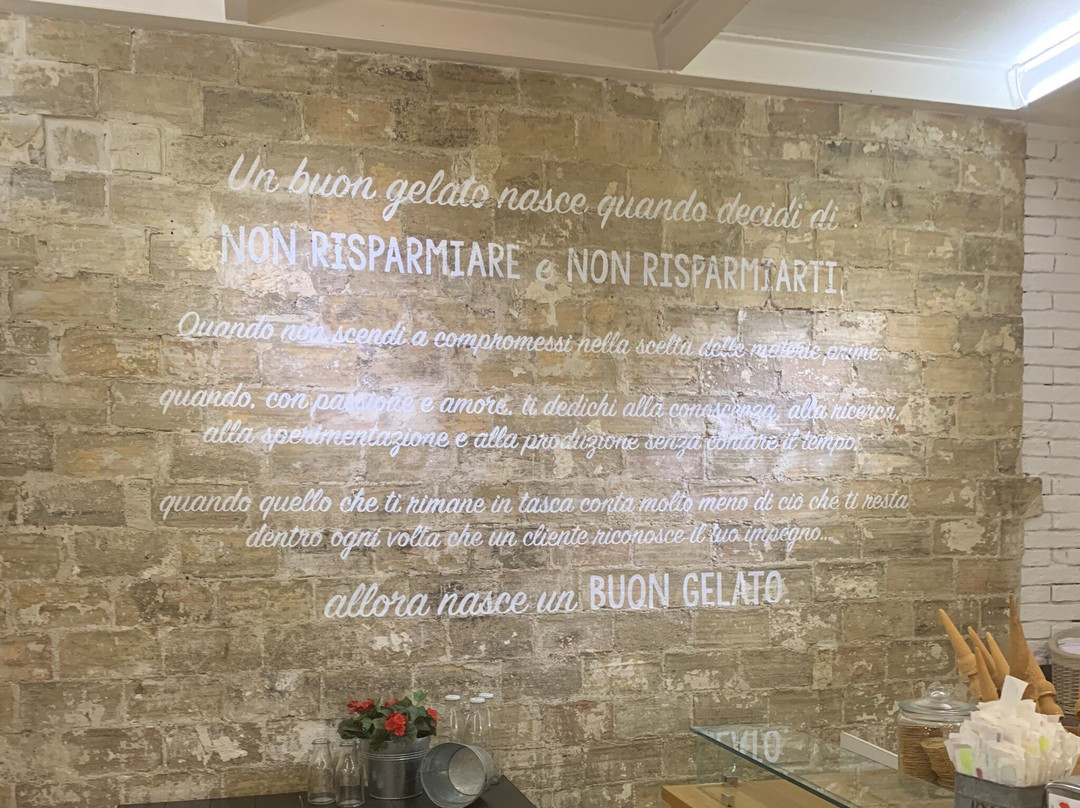 Un buon gelato nasce quando decidi di
NON RISPARMIARE e NON RISPARMIARTI
Quando non scendi a compromessi nella scelta delle materie prime,
quando, con passione e amore, ti dedichi alla conoscenza, alla ricerca,
alla sperimentazione e alla produzione senza contare il tempo,
quando quello che ti rimane in tasca conta molto meno di ciò che ti resta
dentro ogni volta che un cliente riconosce il tuo impegno...
allora nasce un BUON GELATO